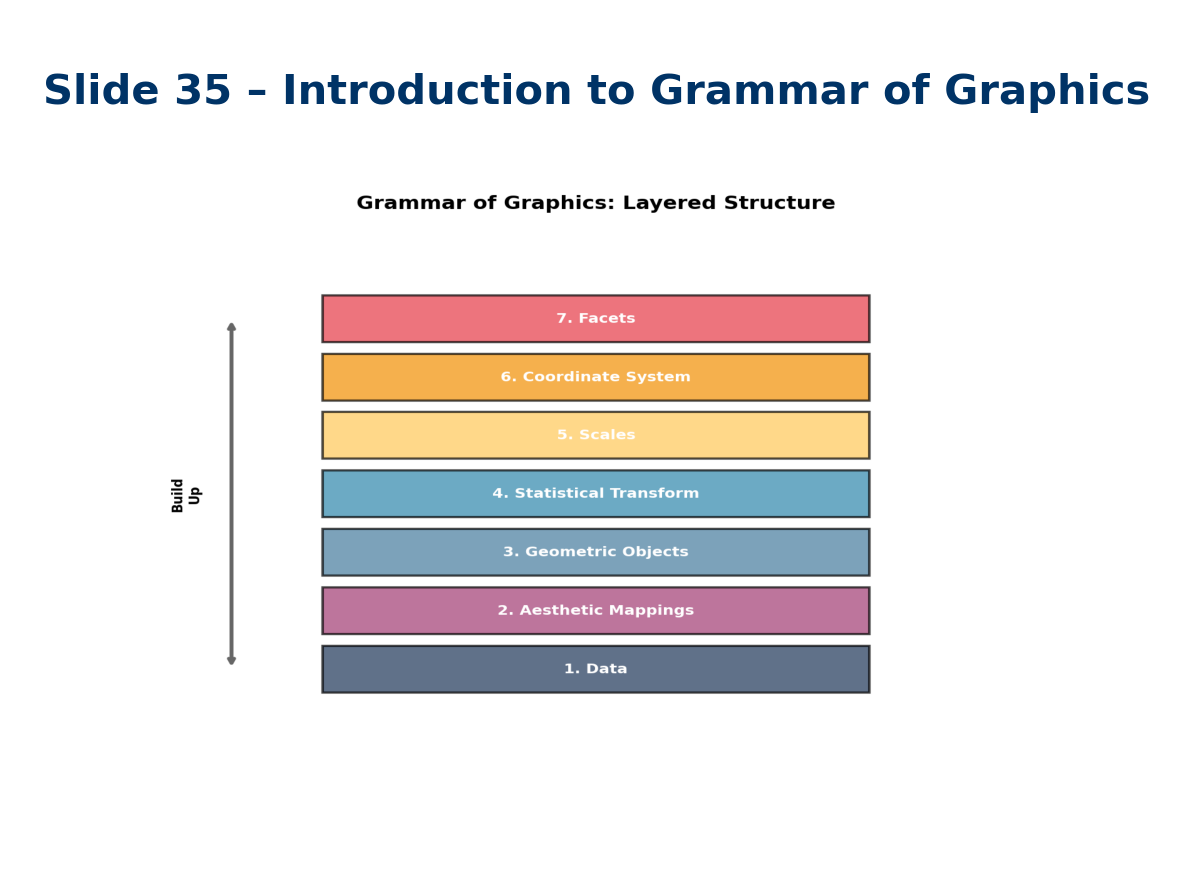 Slide 35 – Introduction to Grammar of Graphics
Grammar of Graphics: Layered Structure
7. Facets
6. Coordinate System
5. Scales
4. Statistical Transform
Build
Up
3. Geometric Objects
2. Aesthetic Mappings
1. Data